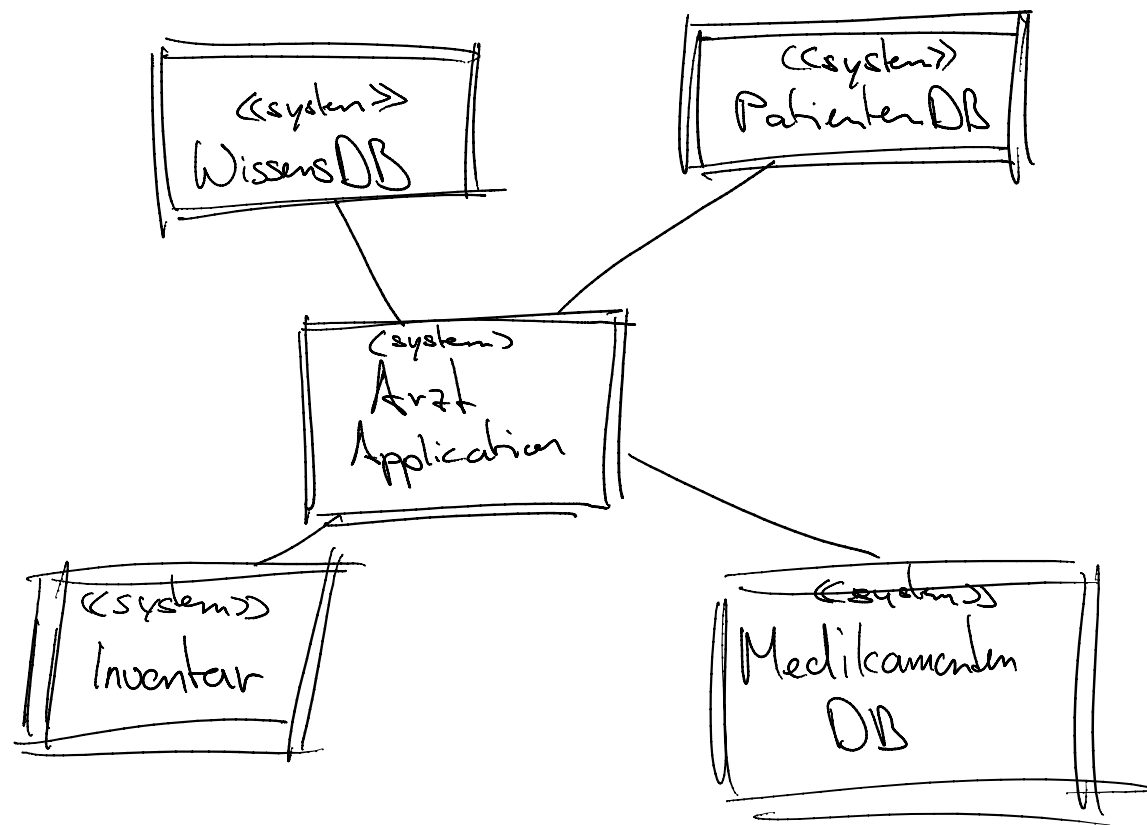 «system»
WissensDB
«system»
PatientenDB
(system)
Arzt
Application
«system»
Inventar
«system»
Medikamenten
DB